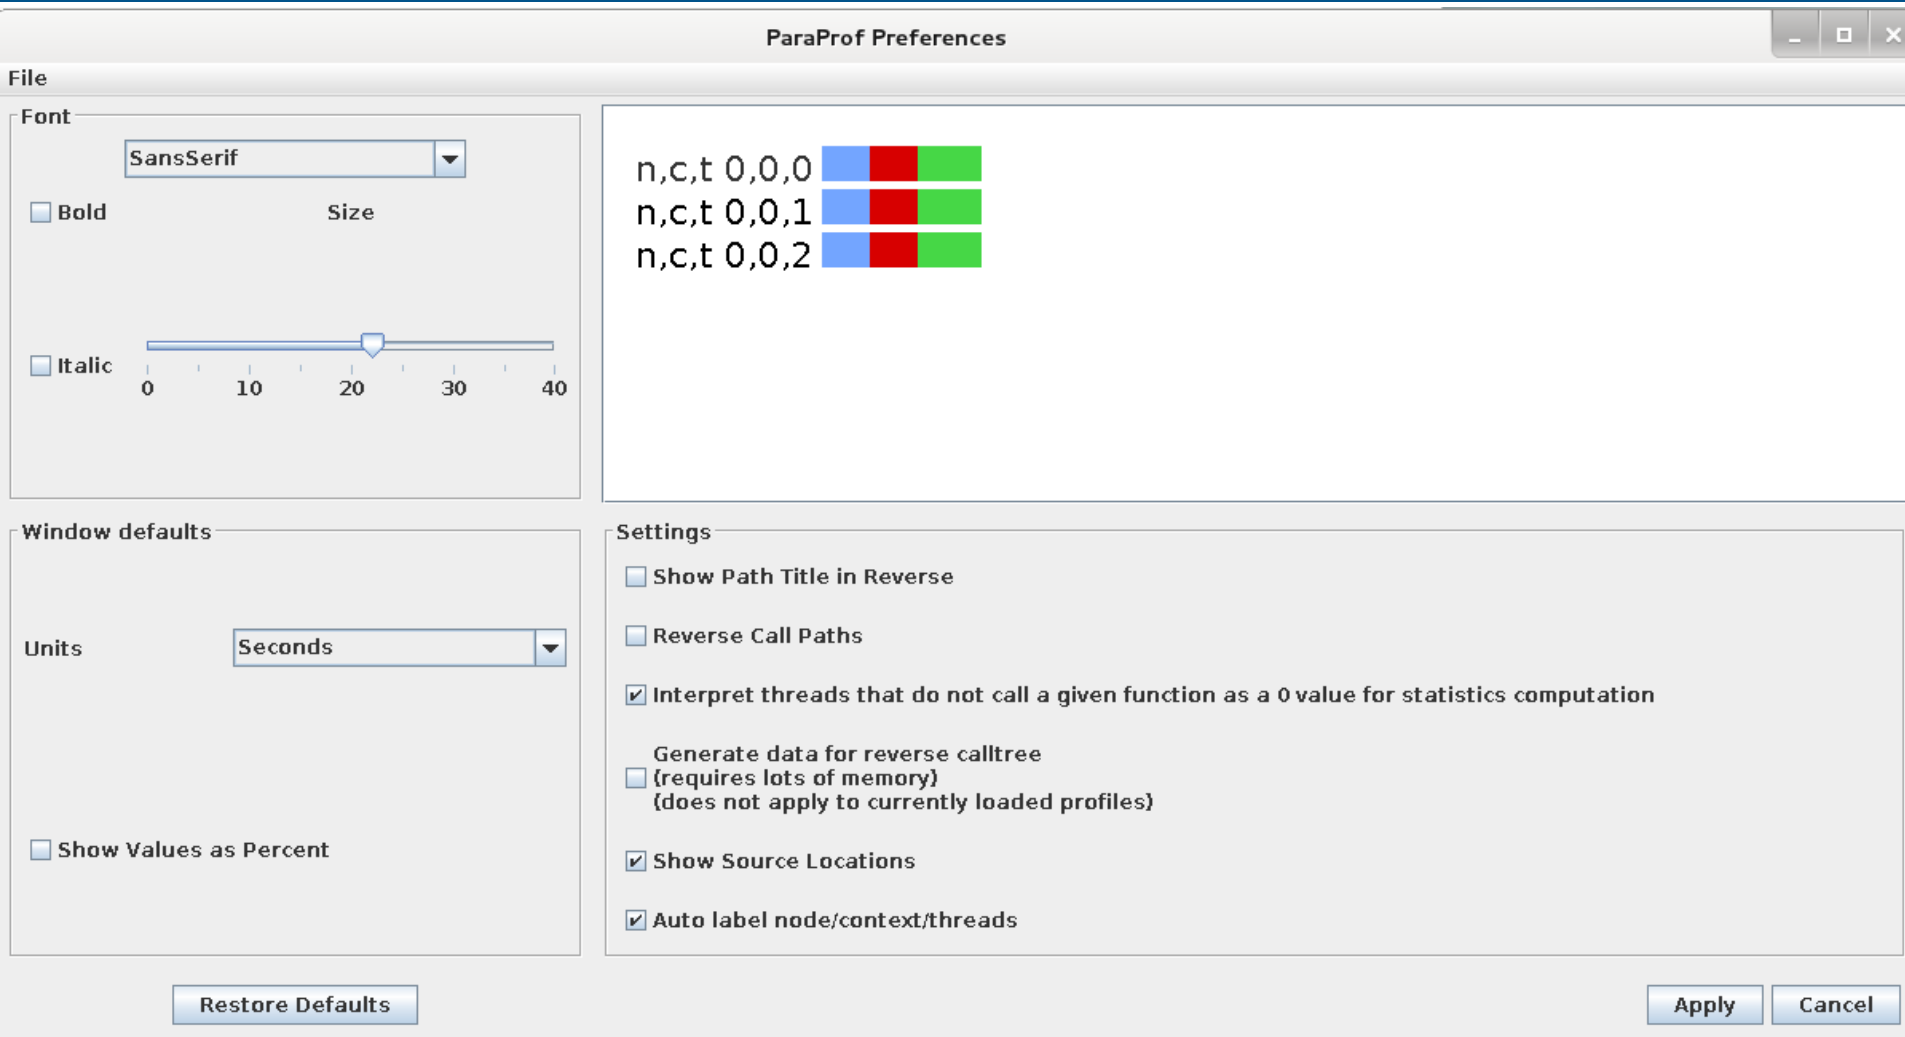 ParaProf Preferences
File
Font
SansSerif
Bold
Size
Italic
0 10 20 30 40
n,c,t 0,0,0
n,c,t 0,0,1
n,c,t 0,0,2
Window defaults
Units
Seconds
Show Values as Percent
Settings
Show Path Title in Reverse
Reverse Call Paths
Interpret threads that do not call a given function as a 0 value for statistics computation
Generate data for reverse calltree
(requires lots of memory)
(does not apply to currently loaded profiles)
Show Source Locations
Auto label node/context/threads
Restore Defaults
Apply
Cancel